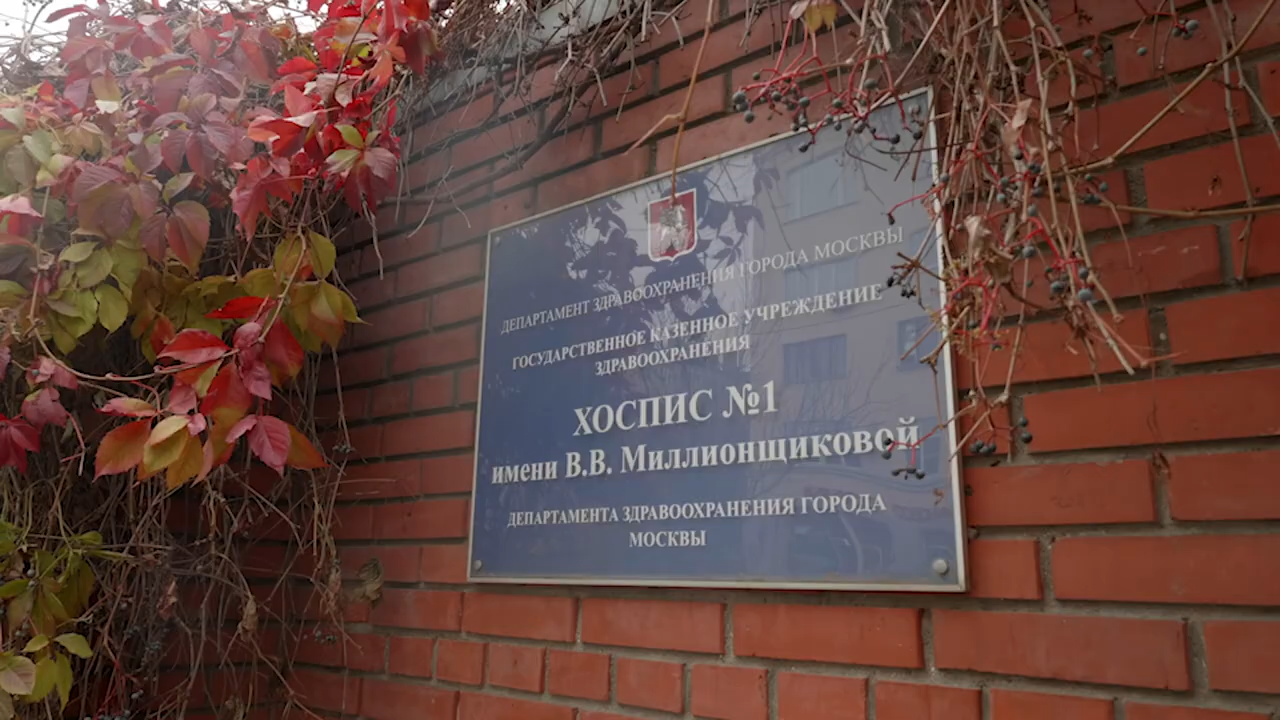 ДЕПАРТАМЕНТ ЗДРАВООХРАНЕНИЯ ГОРОДА МОСКВЫ
ГОСУДАРСТВЕННОЕ КАЗЕННОЕ УЧРЕЖДЕНИЕ
ЗДРАВООХРАНЕНИЯ
ХОСПИС №1
имени В.В. Миллионщиковой
ДЕПАРТАМЕНТА ЗДРАВООХРАНЕНИЯ ГОРОДА
МОСКВЫ